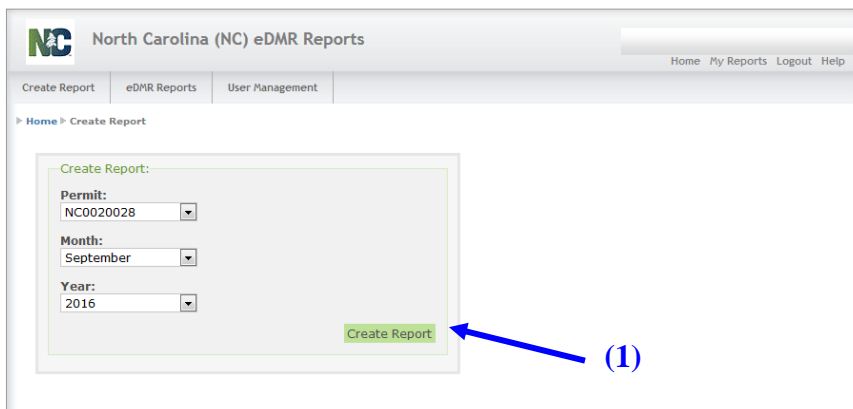 NC
North Carolina (NC) eDMR Reports
Home My Reports Logout Help
Create Report eDMR Reports User Management
Home Create Report
Create Report:
Permit:
NC0020028
Month:
September
Year:
2016
Create Report
(1)